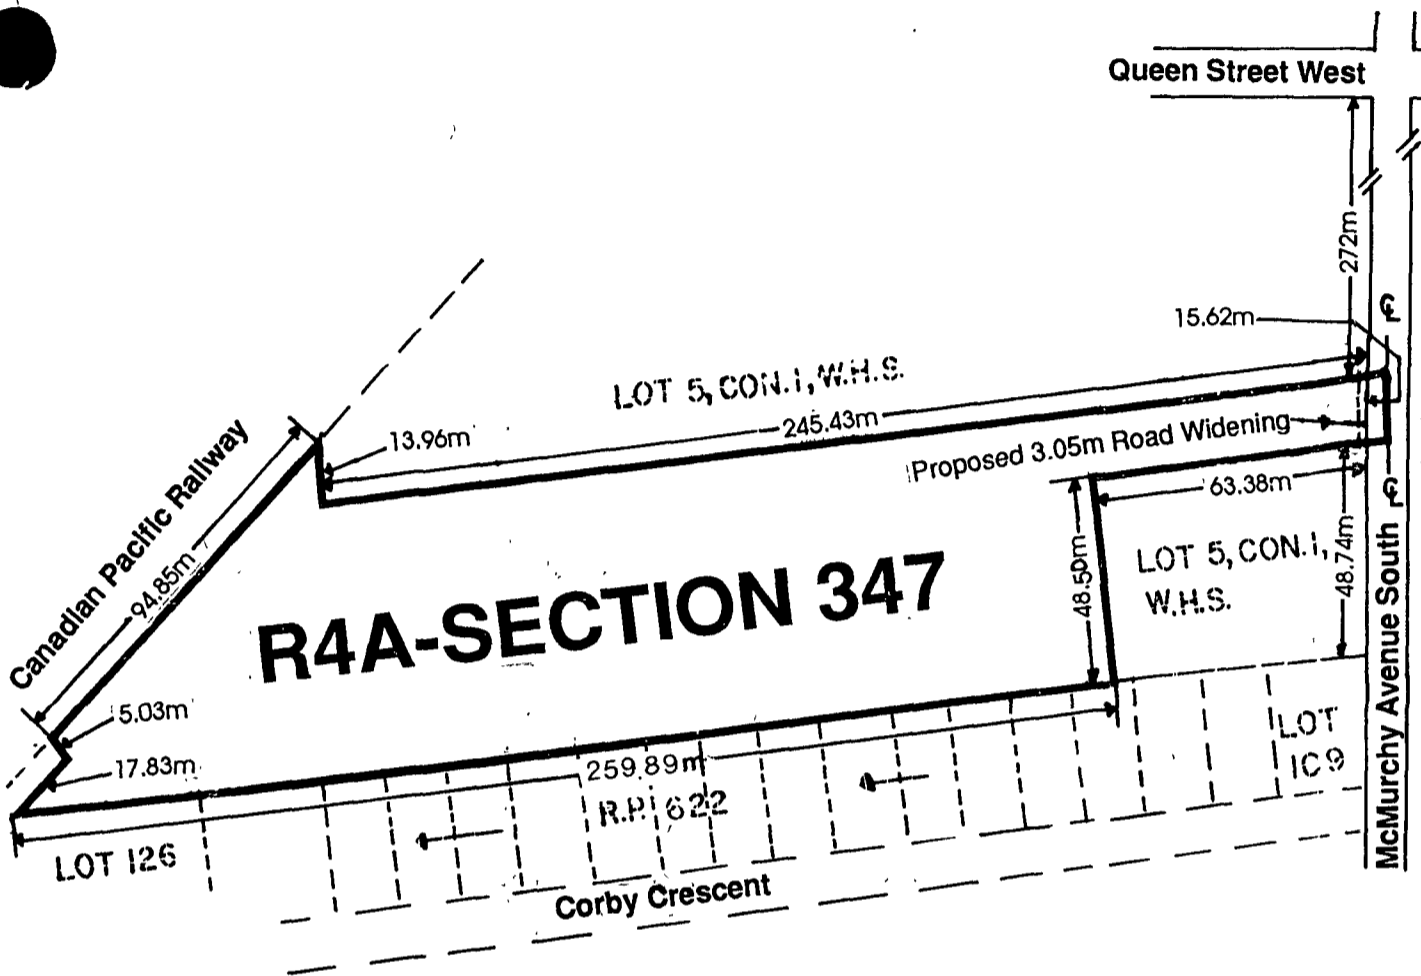 Queen Street West
272m
15.62m
LOT 5, CON.1, W.H.S.
13.96m
245.43m
Proposed 3.05m Road Widening
63.38m
Canadian Pacific Railway
94.85m
48.50m
LOT 5, CON.1,
W.H.S.
48.74m
McMurchy Avenue South
R4A-SECTION 347
5.03m
17.83m
259.89m
R.P. 622
LOT
109
LOT 126
Corby Crescent